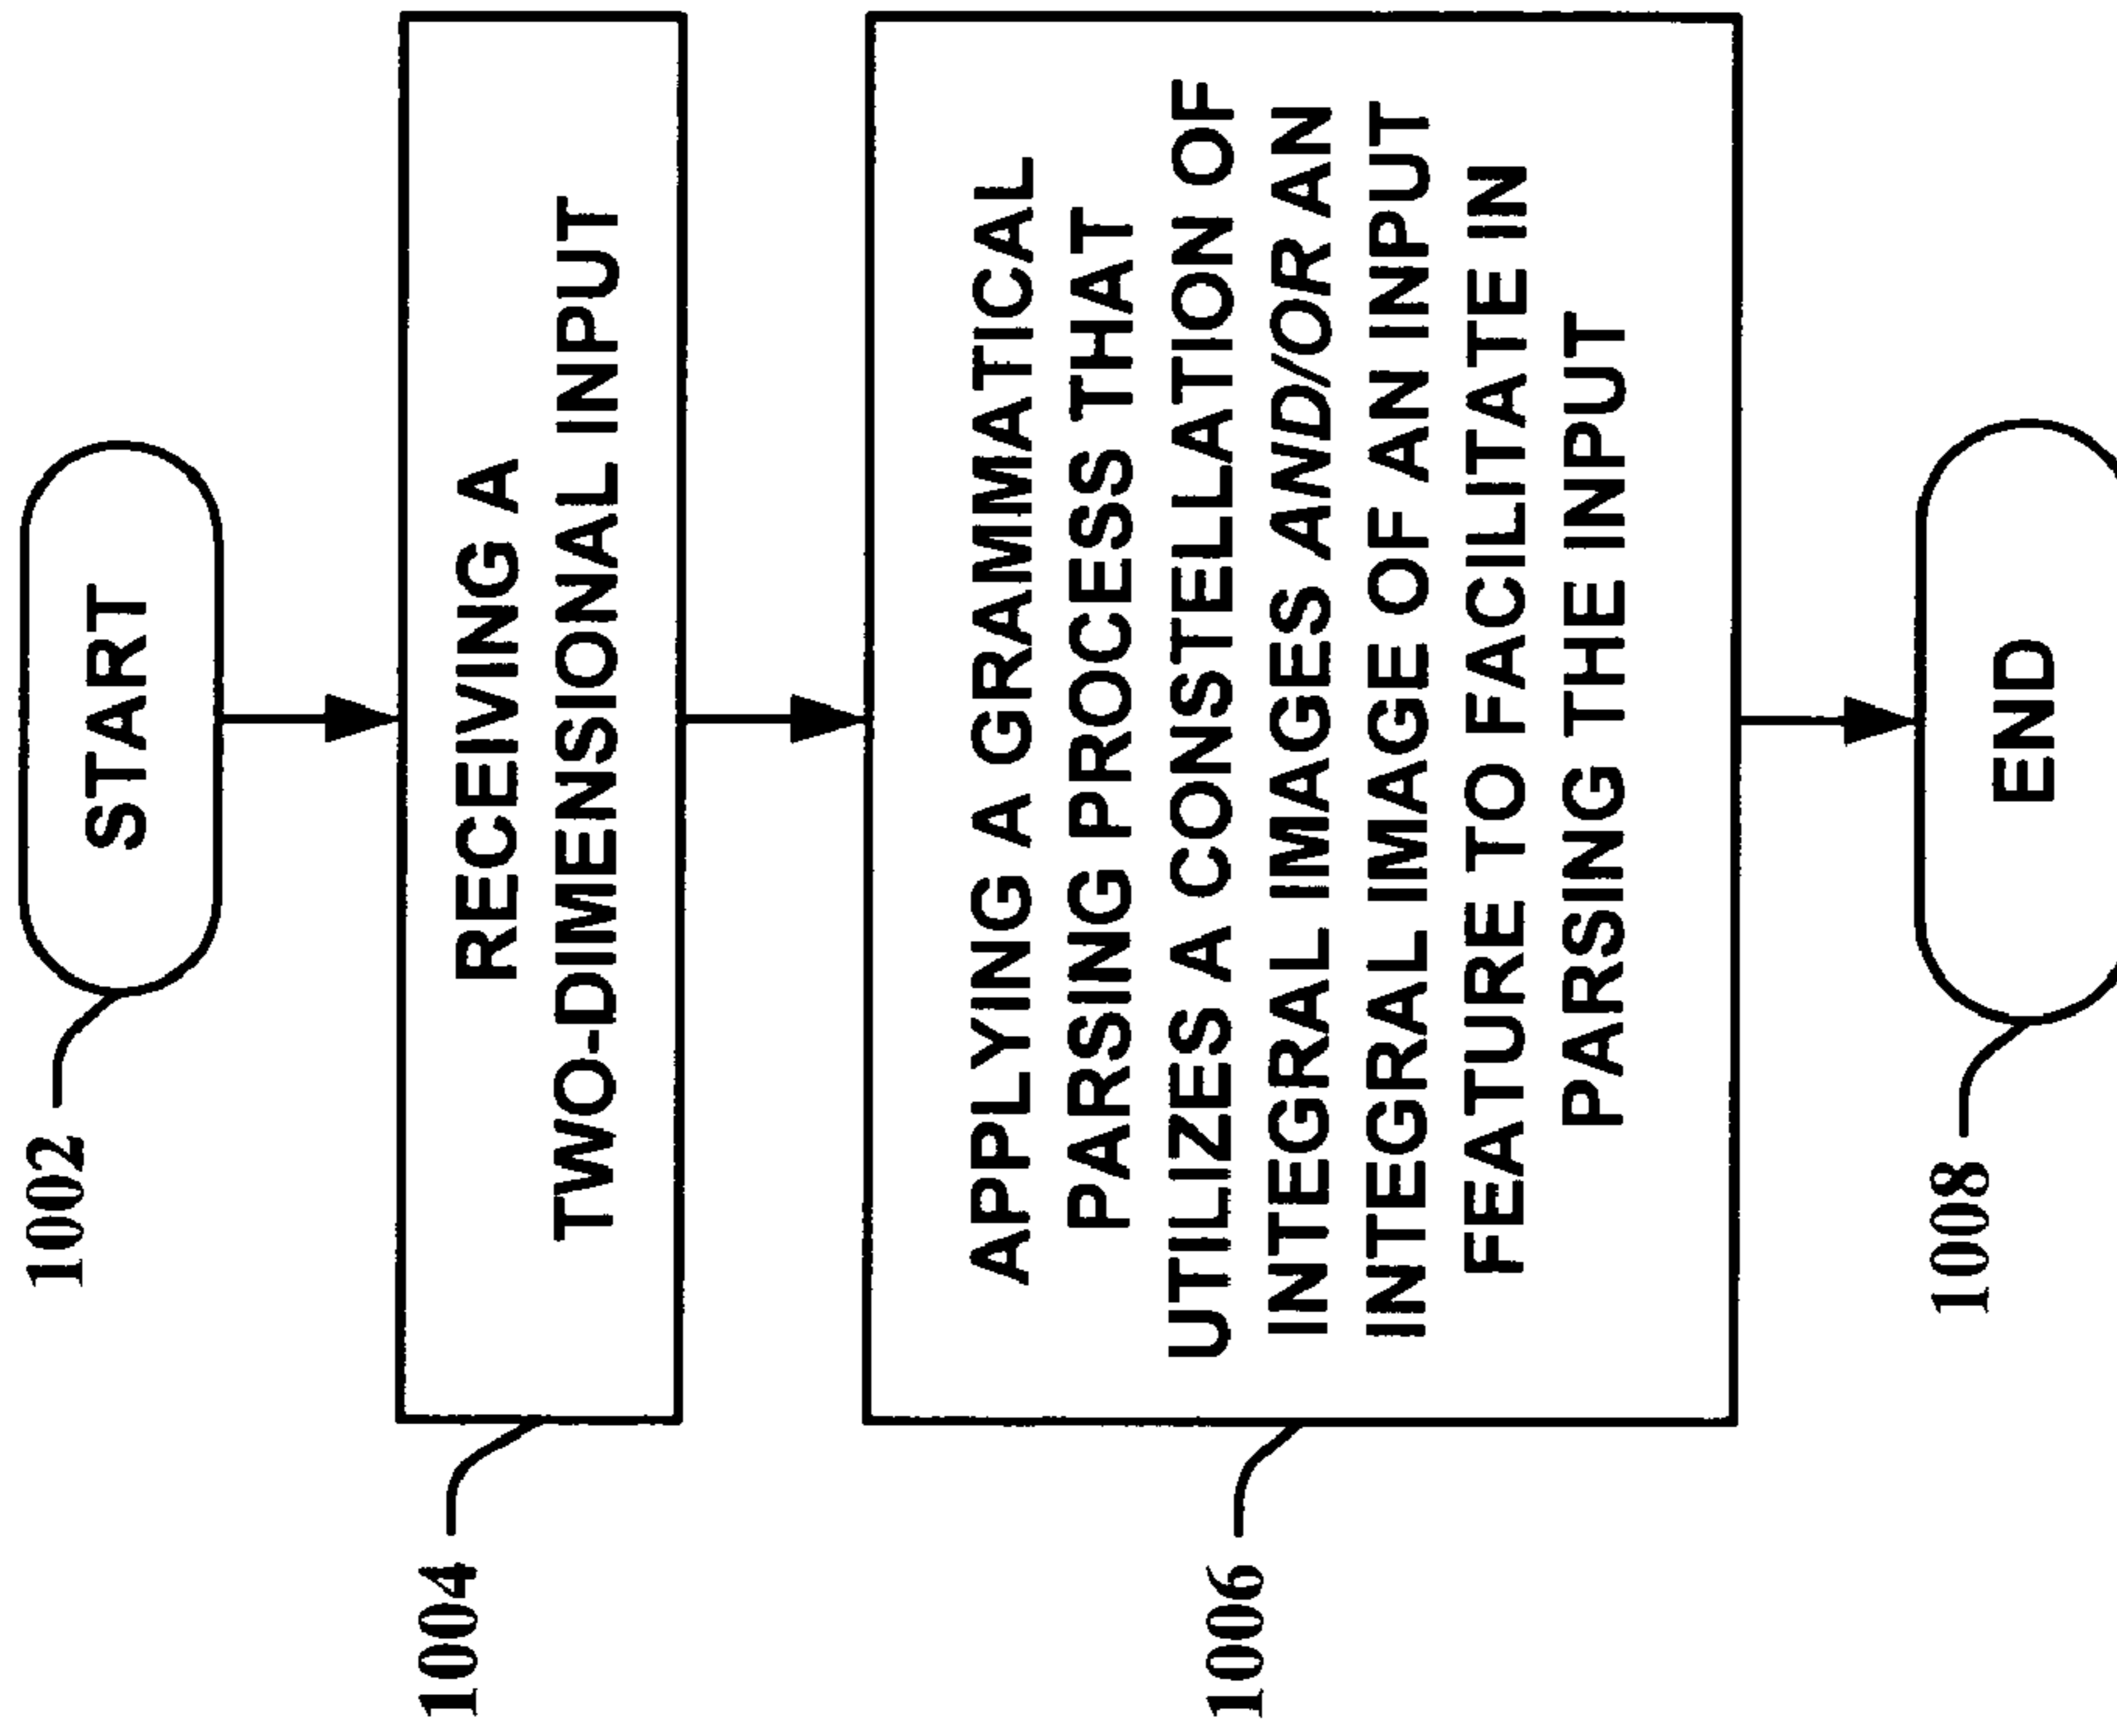 1002
START
1004
RECEIVING A
TWO-DIMENSIONAL INPUT
1006
APPLYING A GRAMMATICAL
PARSING PROCESS THAT
UTILIZES A CONSTELLATION OF
INTEGRAL IMAGES AND/OR AN
INTEGRAL IMAGE OF AN INPUT
FEATURE TO FACILITATE IN
PARSING THE INPUT
1008
END